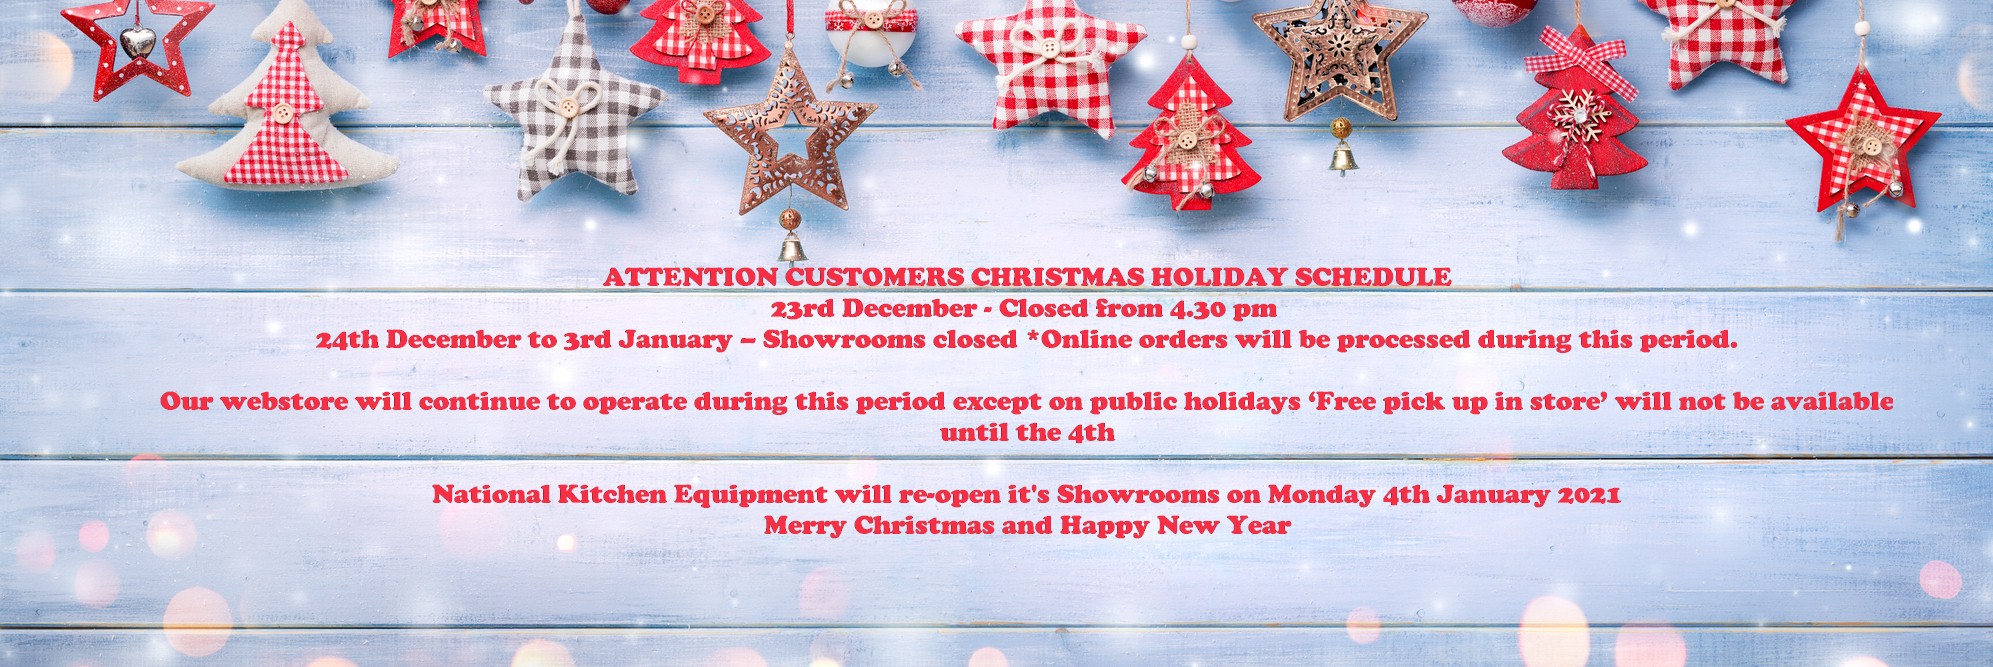 ATTENTION CUSTOMERS CHRISTMAS HOLIDAY SCHEDULE
23rd December - Closed from 4.30 pm
24th December to 3rd January – Showrooms closed *Online orders will be processed during this period.
Our webstore will continue to operate during this period except on public holidays ‘Free pick up in store’ will not be available
until the 4th
National Kitchen Equipment will re-open it's Showrooms on Monday 4th January 2021
Merry Christmas and Happy New Year